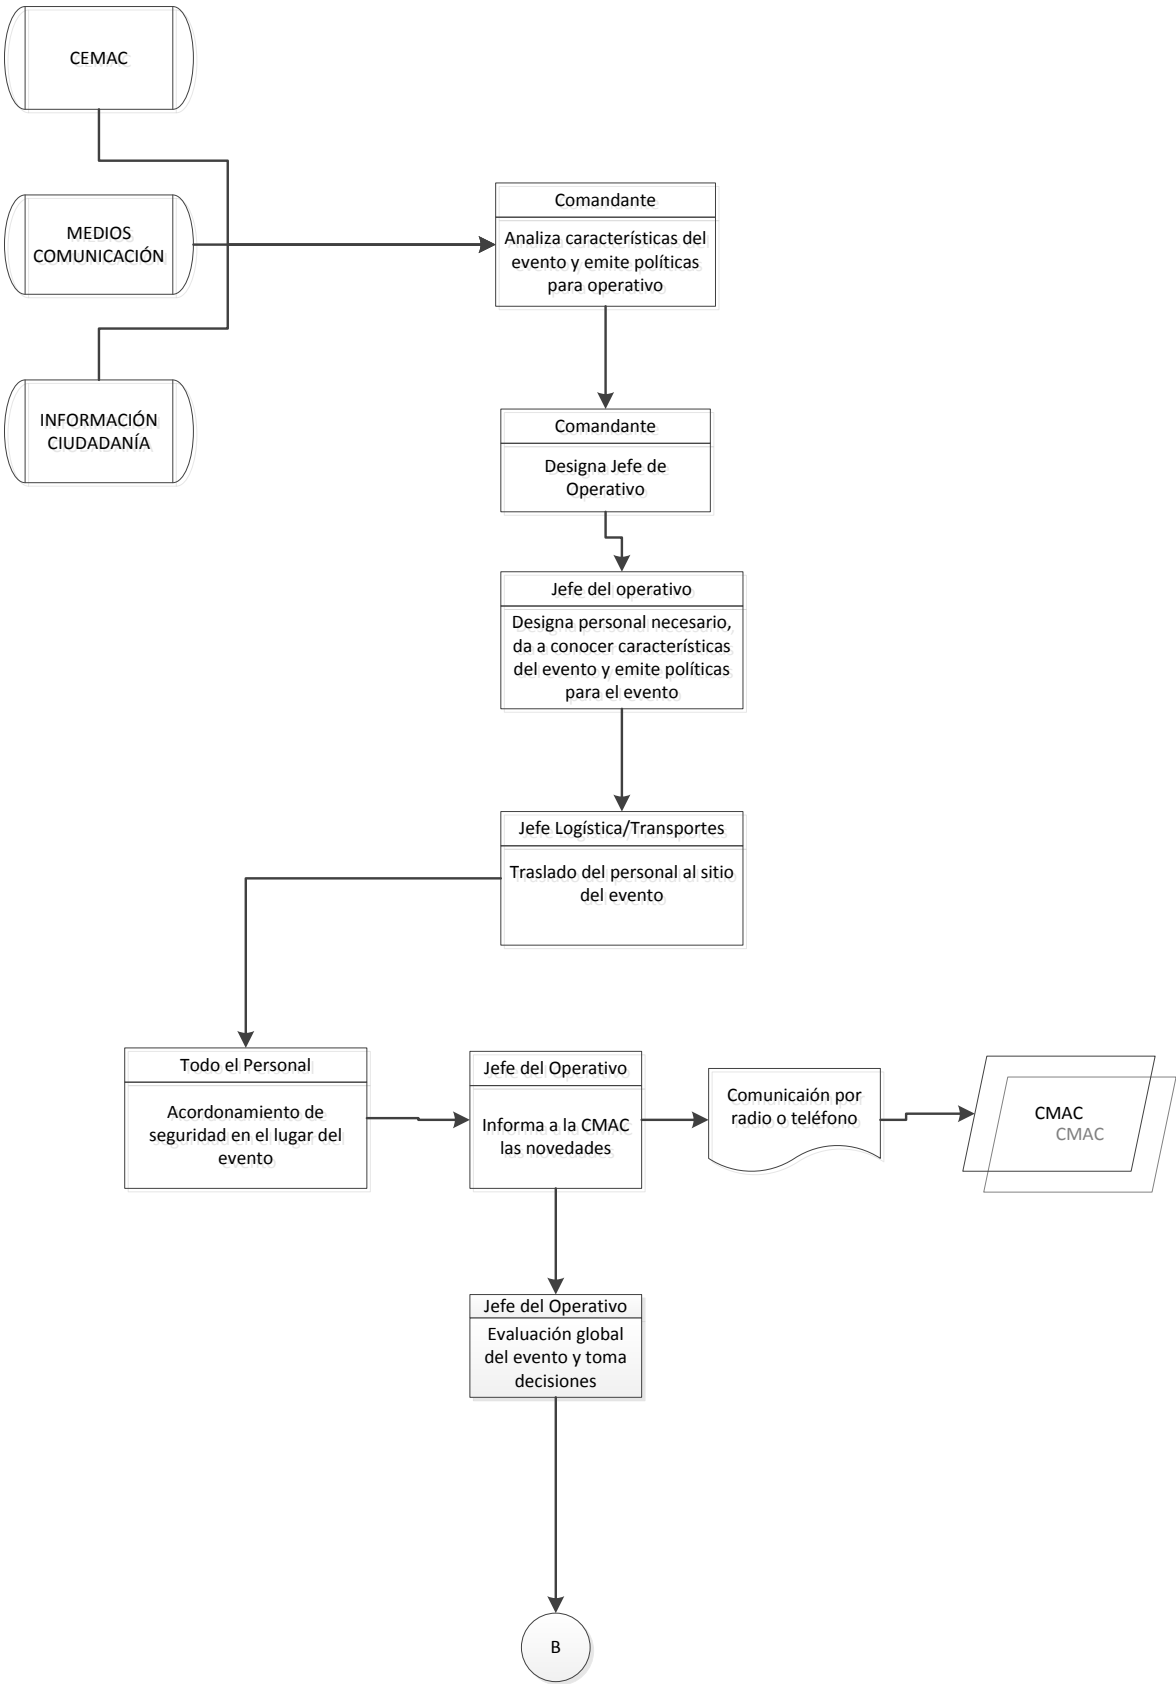 CEMAC
MEDIOS
COMUNICACIÓN
INFORMACIÓN
CIUDADANÍA
Comandante
Analiza características del
evento y emite políticas
para operativo
Comandante
Designa Jefe de
Operativo
Jefe del operativo
Designa personal necesario,
da a conocer características
del evento y emite políticas
para el evento
Jefe Logística/Transportes
Traslado del personal al sitio
del evento
Todo el Personal
Acordonamiento de
seguridad en el lugar del
evento
Jefe del Operativo
Informa a la CMAC
las novedades
Comunicaión por
radio o teléfono
CMAC
CMAC
Jefe del Operativo
Evaluación global
del evento y toma
decisiones
B